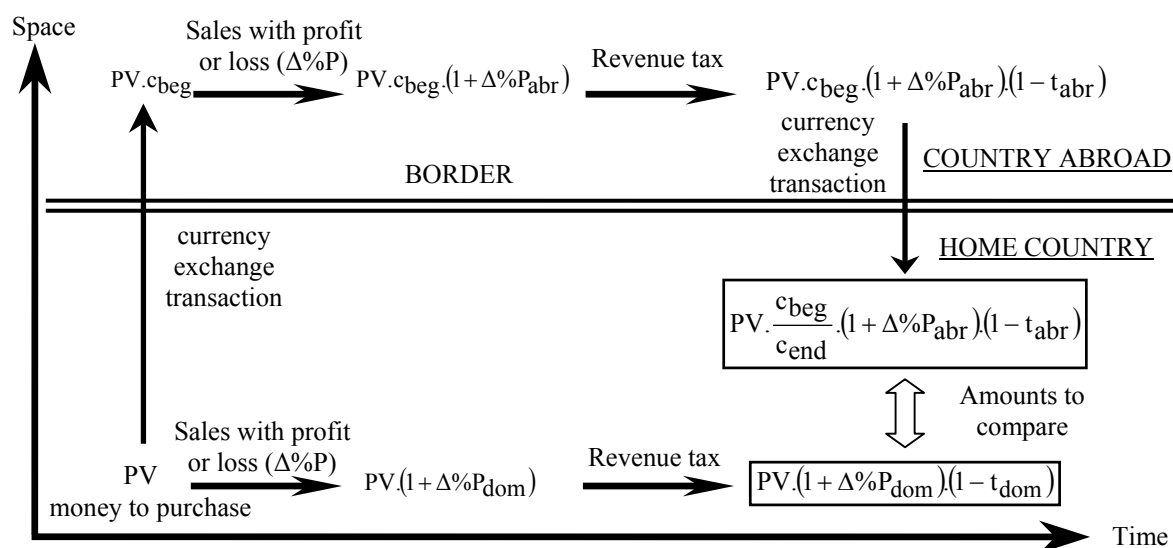 Space
Sales with profit
or loss (Δ%P)
Revenue tax
PV.c_beg
PV.c_beg.(1 + Δ%P_abr)
PV.c_beg.(1 + Δ%P_abr).(1 − t_abr)
currency
exchange
transaction
COUNTRY ABROAD
BORDER
currency
exchange
transaction
HOME COUNTRY
PV.\frac{c_beg}{c_end}.(1 + Δ%P_abr).(1 − t_abr)
Amounts to
compare
Sales with profit
or loss (Δ%P)
Revenue tax
PV
money to purchase
PV.(1 + Δ%P_dom)
PV.(1 + Δ%P_dom).(1 − t_dom)
Time